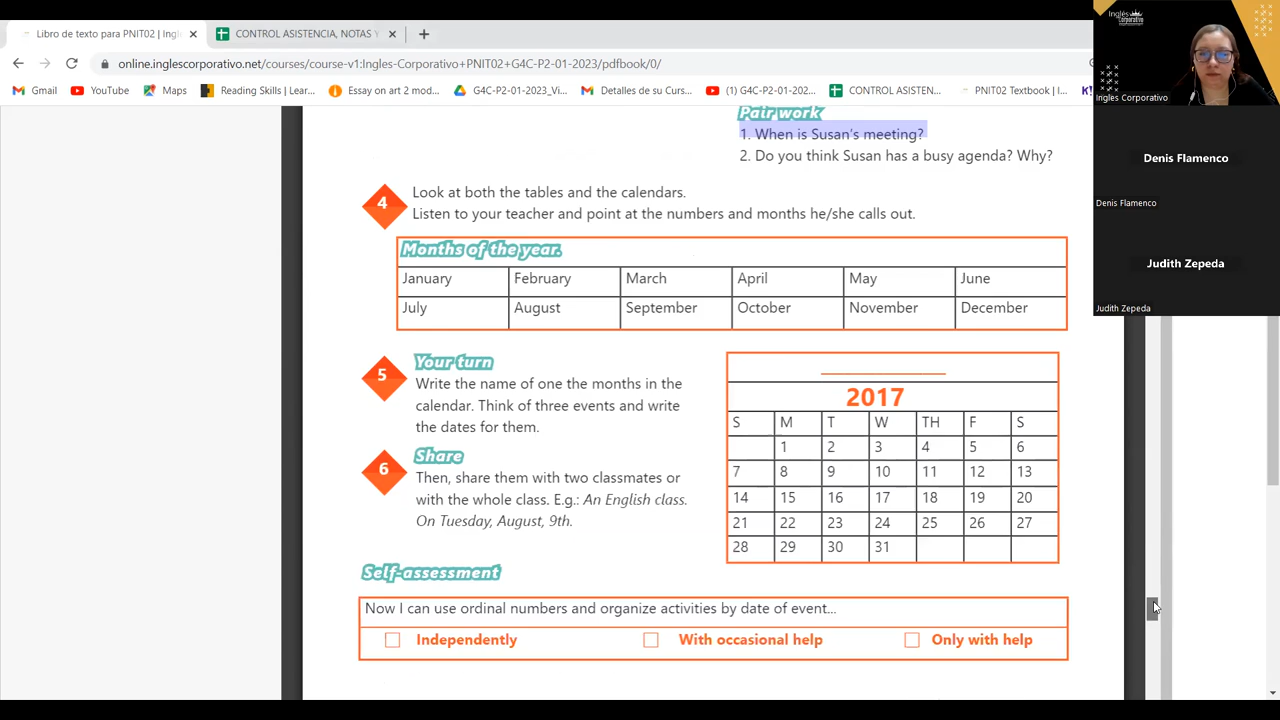 Libro de texto para PNIT02 | Ingl
CONTROL ASISTENCIA, NOTAS Y
online.inglescorporativo.net/courses/course-v1:Ingles-Corporativo+PNIT02+G4C-P2-01-2023/pdfbook/0/
Gmail
YouTube
Maps
Reading Skills | Lear...
Essay on art 2 mod...
G4C-P2-01-2023_Vi...
Detalles de su Curs...
(1) G4C-P2-01-202...
CONTROL ASISTEN...
PNIT02 Textbook | I...
Inglés
Corporativo
Ingles Corporativo
Denis Flamenco
Denis Flamenco
Judith Zepeda
Judith Zepeda
Pair work
1. When is Susan's meeting?
2. Do you think Susan has a busy agenda? Why?
4
Look at both the tables and the calendars.
Listen to your teacher and point at the numbers and months he/she calls out.
Months of the year.
January February March April May June
July August September October November December
5
Your turn
Write the name of one the months in the
calendar. Think of three events and write
the dates for them.
6
Share
Then, share them with two classmates or
with the whole class. E.g.: An English class.
On Tuesday, August, 9th.
2017
S M T W TH F S
1 2 3 4 5 6
7 8 9 10 11 12 13
14 15 16 17 18 19 20
21 22 23 24 25 26 27
28 29 30 31
Self-assessment
Now I can use ordinal numbers and organize activities by date of event...
Independently
With occasional help
Only with help